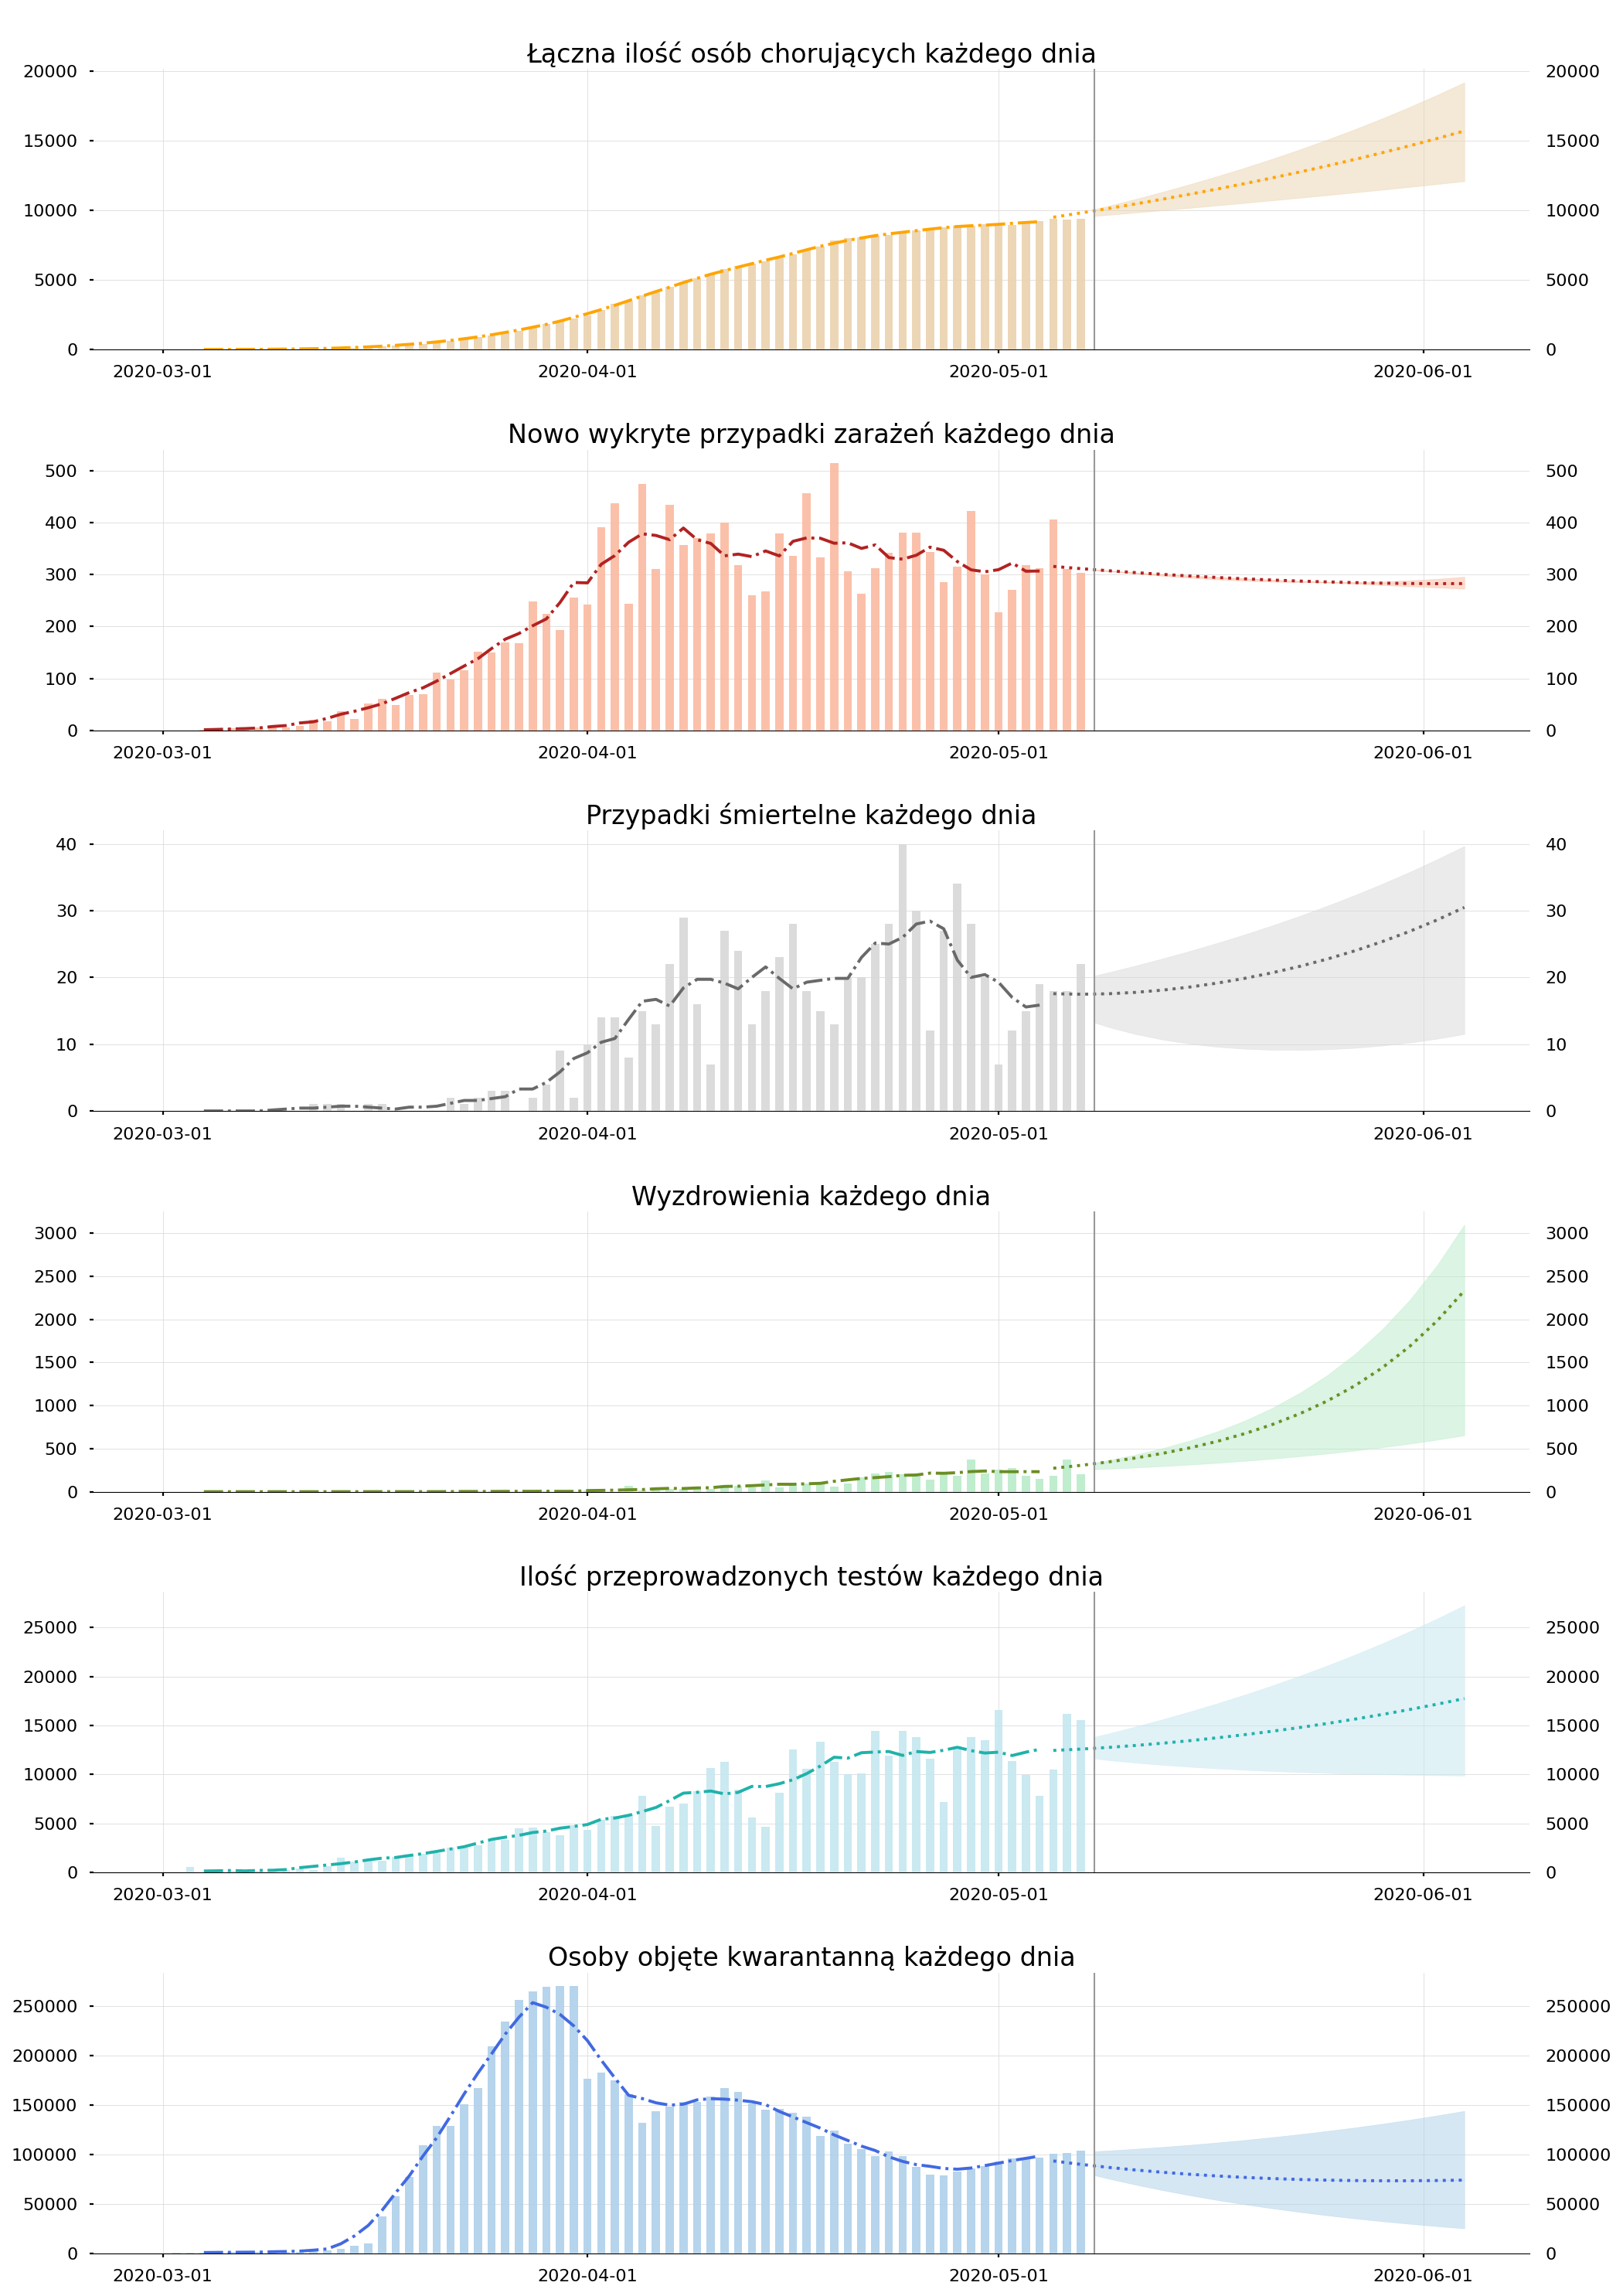 Łączna ilość osób chorujących każdego dnia
20000 20000
15000 15000
10000 10000
5000 5000
0 0
2020-03-01 2020-04-01 2020-05-01 2020-06-01
Nowo wykryte przypadki zarażeń każdego dnia
500 500
400 400
300 300
200 200
100 100
0 0
2020-03-01 2020-04-01 2020-05-01 2020-06-01
Przypadki śmiertelne każdego dnia
40 40
30 30
20 20
10 10
0 0
2020-03-01 2020-04-01 2020-05-01 2020-06-01
Wyzdrowienia każdego dnia
3000 3000
2500 2500
2000 2000
1500 1500
1000 1000
500 500
0 0
2020-03-01 2020-04-01 2020-05-01 2020-06-01
Ilość przeprowadzonych testów każdego dnia
25000 25000
20000 20000
15000 15000
10000 10000
5000 5000
0 0
2020-03-01 2020-04-01 2020-05-01 2020-06-01
Osoby objęte kwarantanną każdego dnia
250000 250000
200000 200000
150000 150000
100000 100000
50000 50000
0 0
2020-03-01 2020-04-01 2020-05-01 2020-06-01